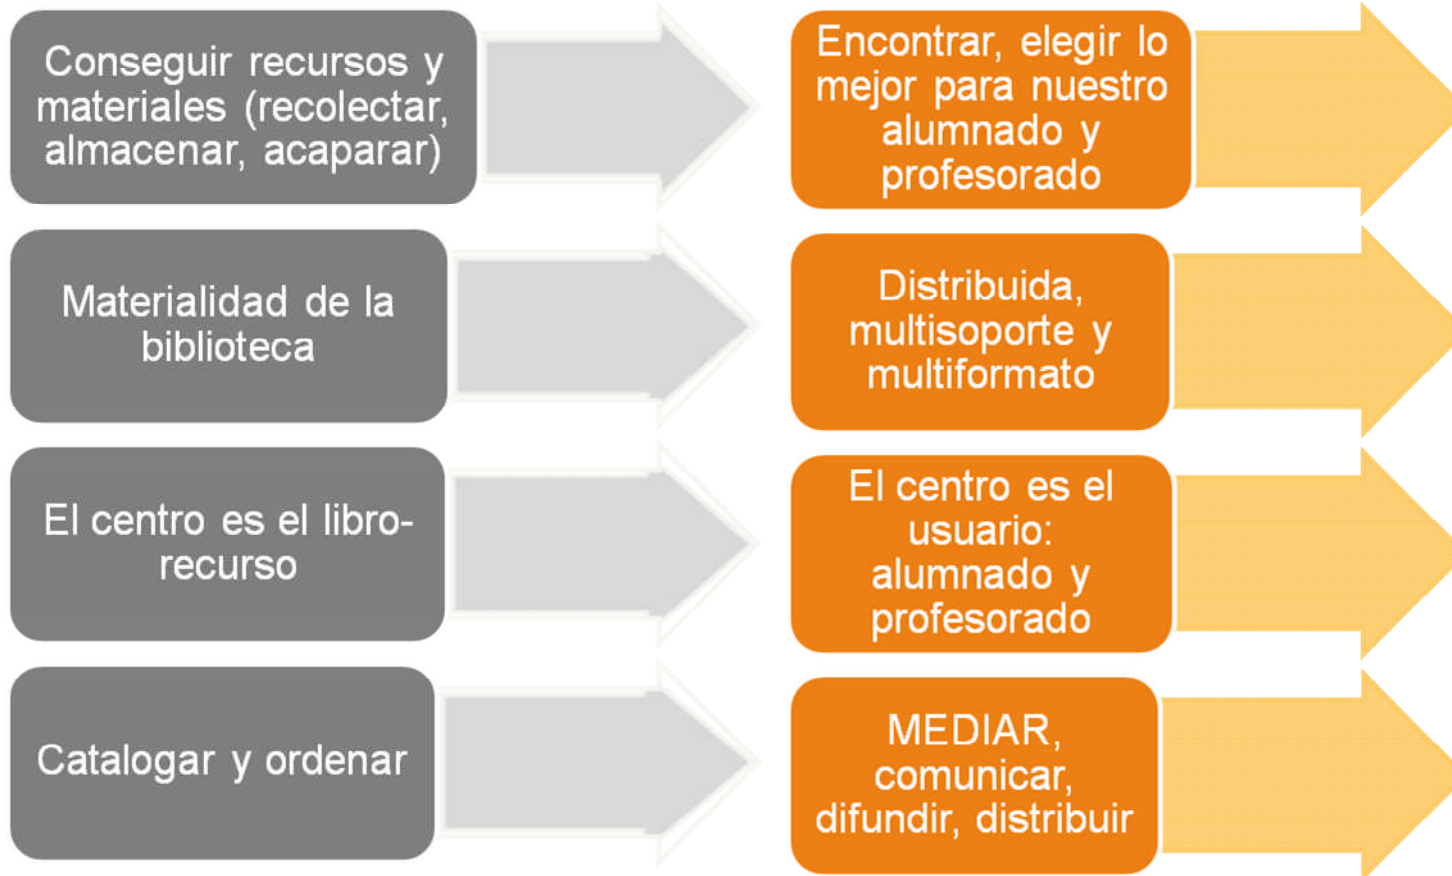 Conseguir recursos y
materiales (recolectar,
almacenar, acaparar)
Encontrar, elegir lo
mejor para nuestro
alumnado y
profesorado
Materialidad de la
biblioteca
Distribuida,
multisoporte y
multiformato
El centro es el libro-
recurso
El centro es el
usuario:
alumnado y
profesorado
Catalogar y ordenar
MEDIAR,
comunicar,
difundir, distribuir